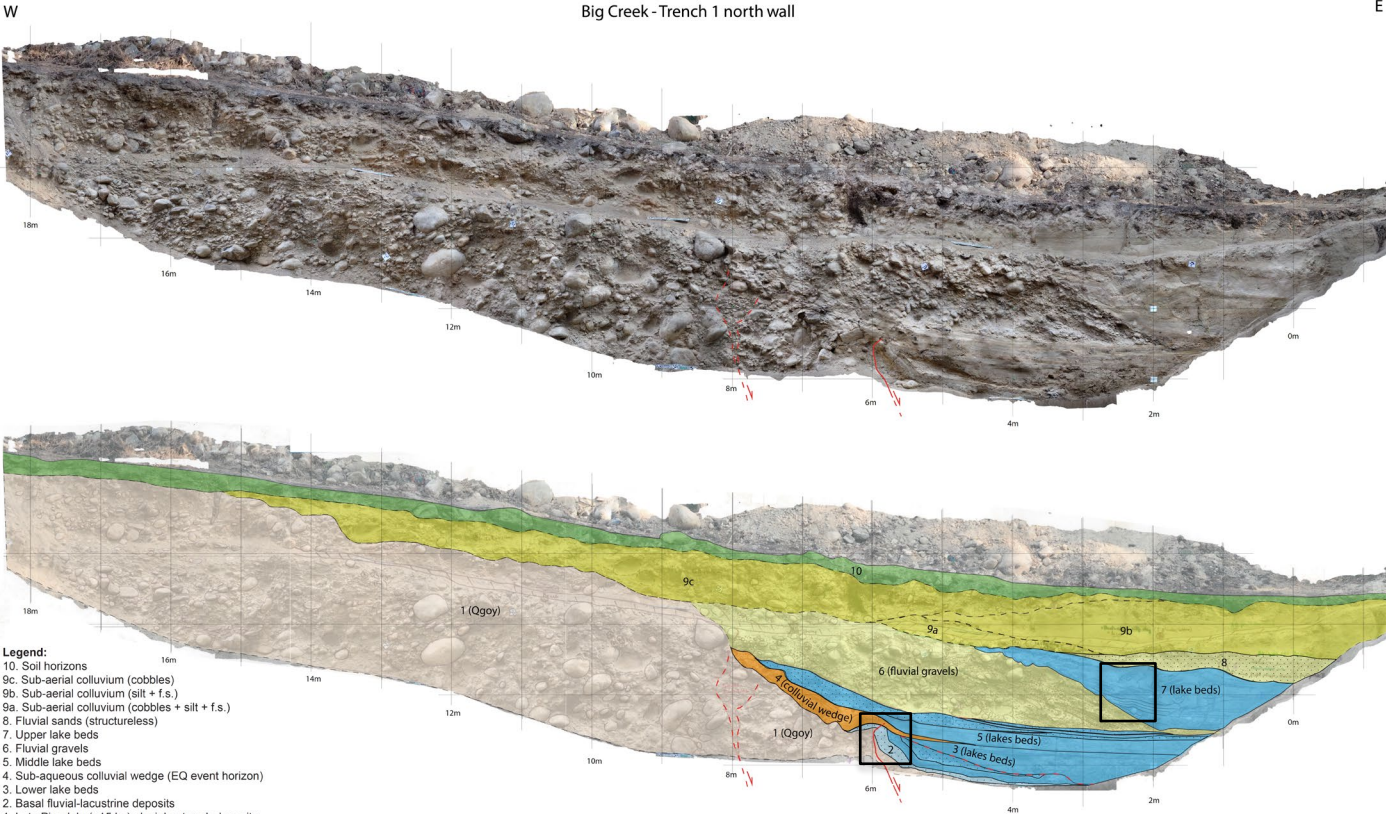 W
Big Creek - Trench 1 north wall
E
18m
16m
14m
12m
10m
8m
6m
4m
2m
0m
10
9c
9a
9b
8
7 (lake beds)
6 (fluvial gravels)
1 (Qgoy)
4 (colluvial wedge)
1 (Qgoy)
5 (lakes beds)
3 (lakes beds)
2
18m
16m
14m
12m
10m
8m
6m
4m
2m
0m
Legend:
10. Soil horizons
9c. Sub-aerial colluvium (cobbles)
9b. Sub-aerial colluvium (silt + f.s.)
9a. Sub-aerial colluvium (cobbles + silt + f.s.)
8. Fluvial sands (structureless)
7. Upper lake beds
6. Fluvial gravels
5. Middle lake beds
4. Sub-aqueous colluvial wedge (EQ event horizon)
3. Lower lake beds
2. Basal fluvial-lacustrine deposits